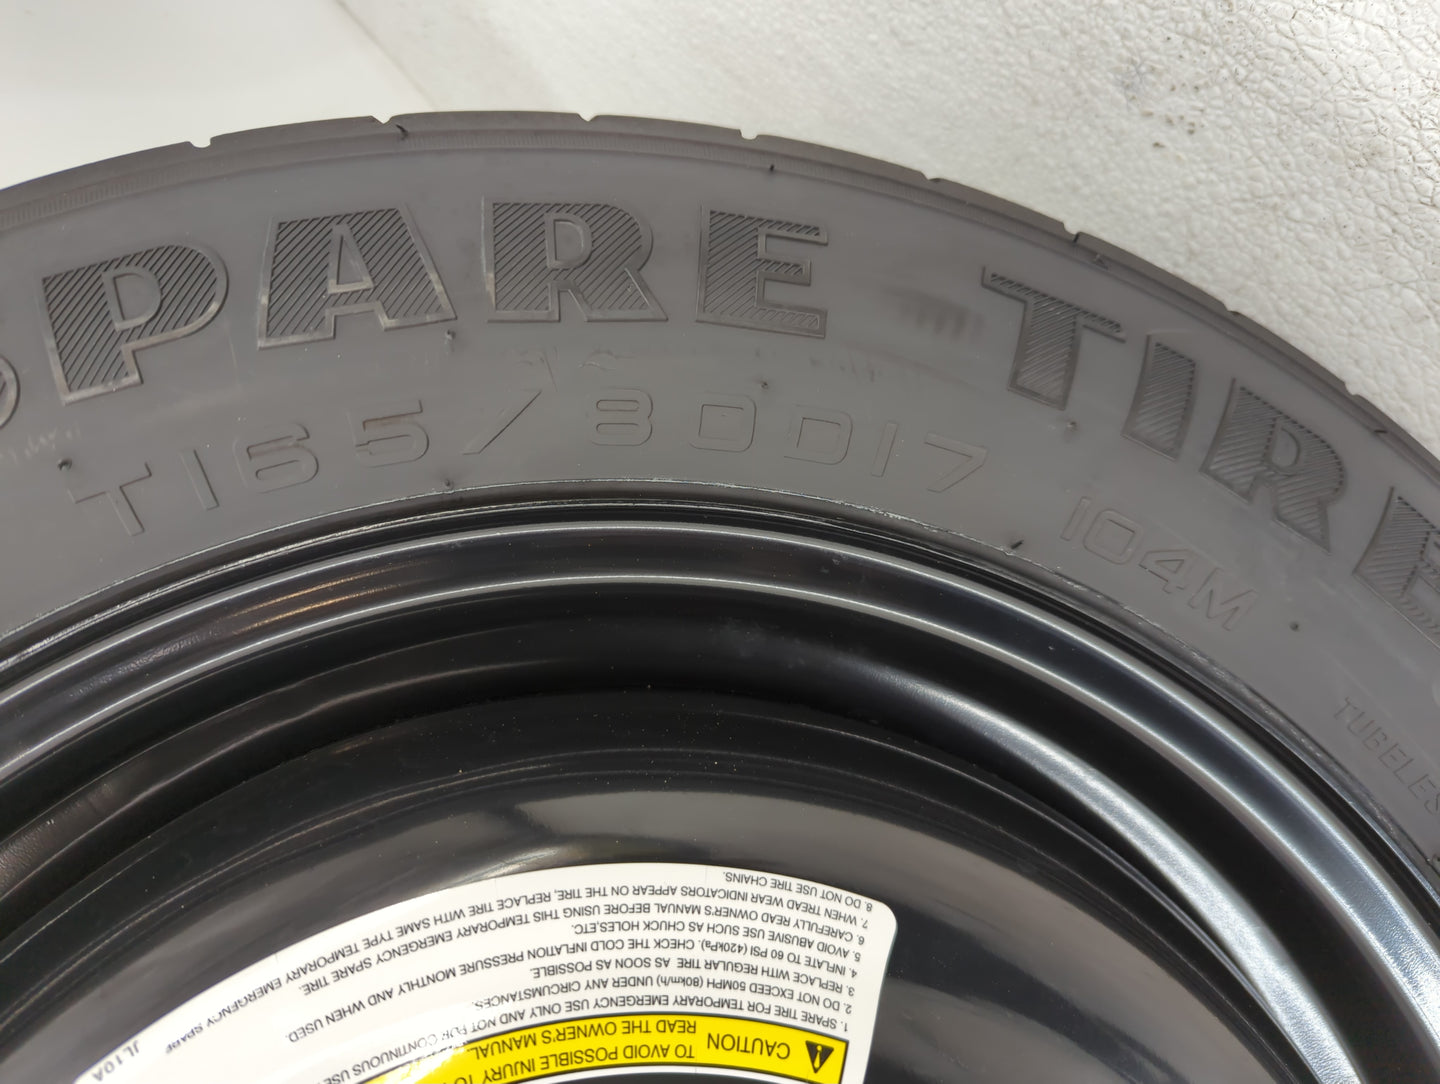 SPARE TIRE
T165/80D17 104M
TUBELES
CAUTION
TO AVOID POSSIBLE INJURY TO
READ THE OWNER'S MANUAL.
1. SPARE TIRE FOR TEMPORARY EMERGENCY USE ONLY AND NOT FOR CONTINUOUS USE
2. DO NOT EXCEED 50MPH (80km/h) UNDER ANY CIRCUMSTANCES.
3. REPLACE WITH REGULAR TIRE AS SOON AS POSSIBLE.
4. INFLATE TO 60 PSI (420kPa). CHECK THE COLD INFLATION PRESSURE MONTHLY AND WHEN USED.
5. AVOID ABUSIVE USE SUCH AS CHUCK HOLES,ETC.
6. CAREFULLY READ OWNER'S MANUAL BEFORE USING THIS TEMPORARY EMERGENCY SPARE TIRE.
7. WHEN TREAD WEAR INDICATORS APPEAR ON THE TIRE, REPLACE TIRE WITH SAME TYPE TEMPORARY EMERGENCY SPARE
8. DO NOT USE TIRE CHAINS.
JL10A